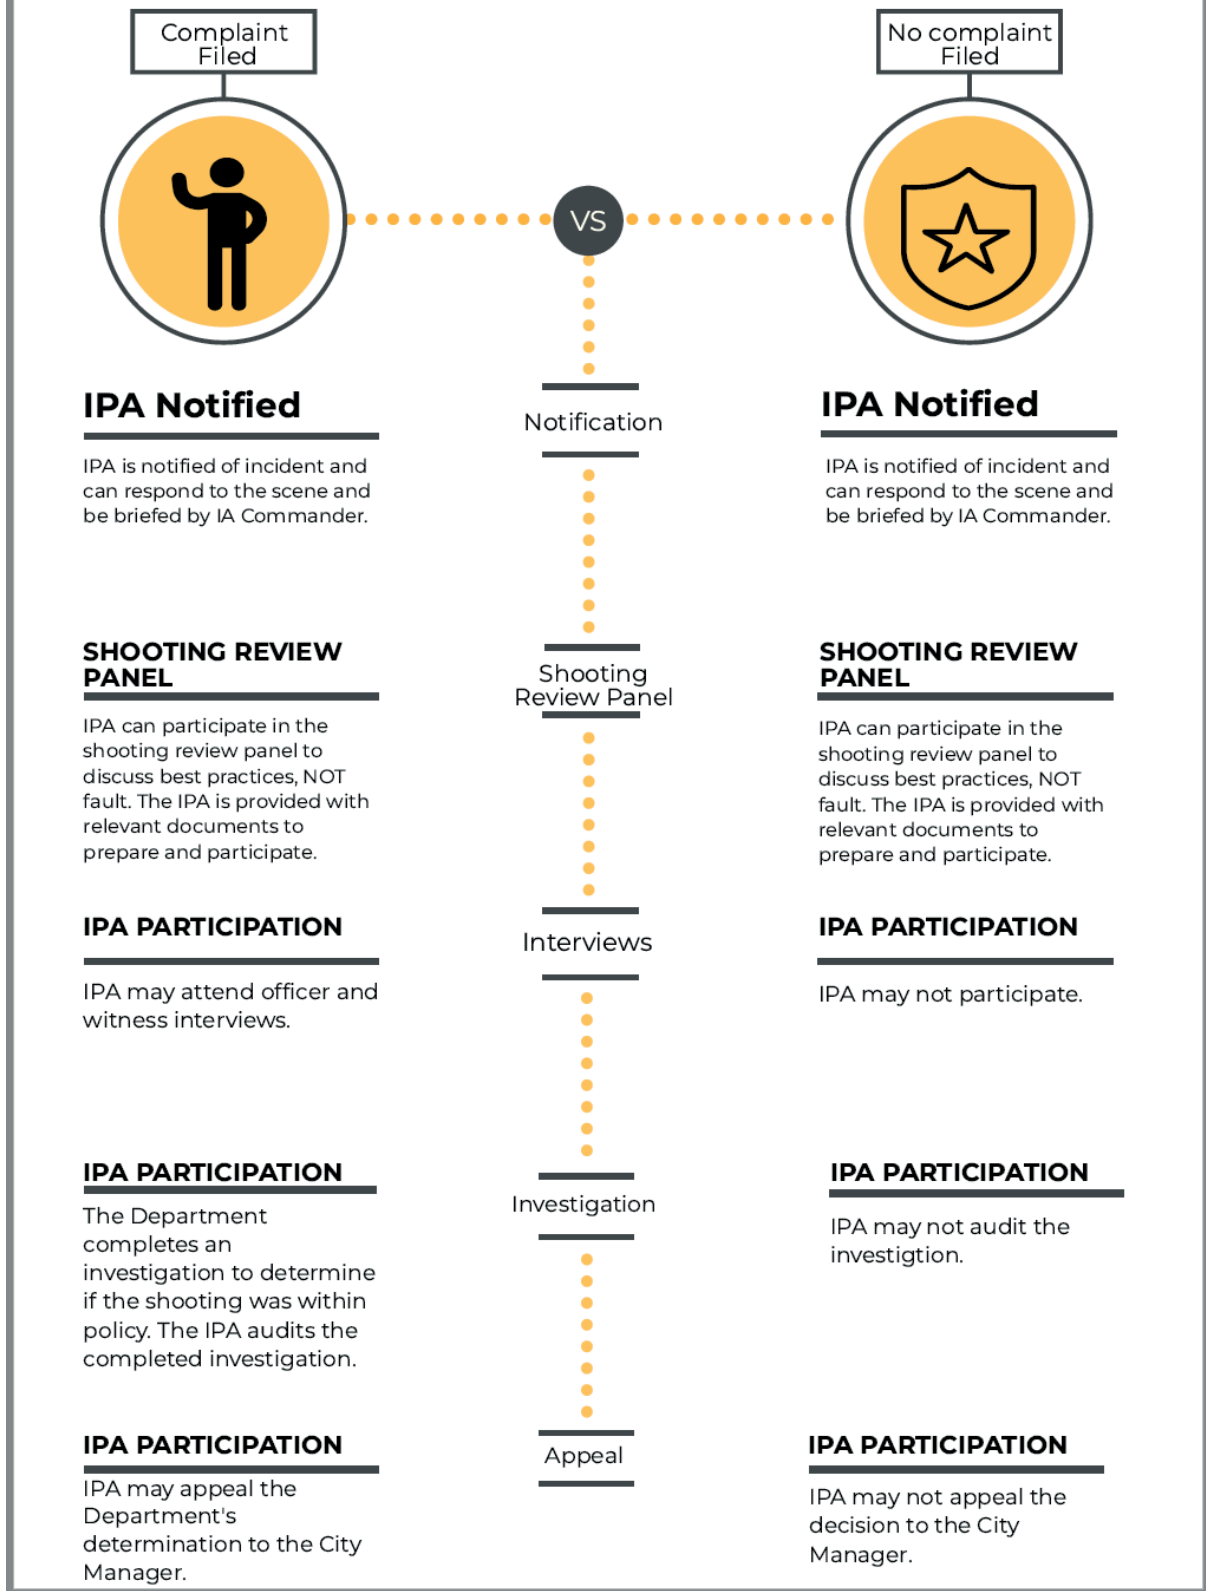 Complaint
Filed
No complaint
Filed
VS
IPA Notified
IPA is notified of incident and
can respond to the scene and
be briefed by IA Commander.
Notification
IPA Notified
IPA is notified of incident and
can respond to the scene and
be briefed by IA Commander.
SHOOTING REVIEW
PANEL
IPA can participate in the
shooting review panel to
discuss best practices, NOT
fault. The IPA is provided with
relevant documents to
prepare and participate.
Shooting
Review Panel
SHOOTING REVIEW
PANEL
IPA can participate in the
shooting review panel to
discuss best practices, NOT
fault. The IPA is provided with
relevant documents to
prepare and participate.
IPA PARTICIPATION
IPA may attend officer and
witness interviews.
Interviews
IPA PARTICIPATION
IPA may not participate.
IPA PARTICIPATION
The Department
completes an
investigation to determine
if the shooting was within
policy. The IPA audits the
completed investigation.
Investigation
IPA PARTICIPATION
IPA may not audit the
investigtion.
IPA PARTICIPATION
IPA may appeal the
Department's
determination to the City
Manager.
Appeal
IPA PARTICIPATION
IPA may not appeal the
decision to the City
Manager.